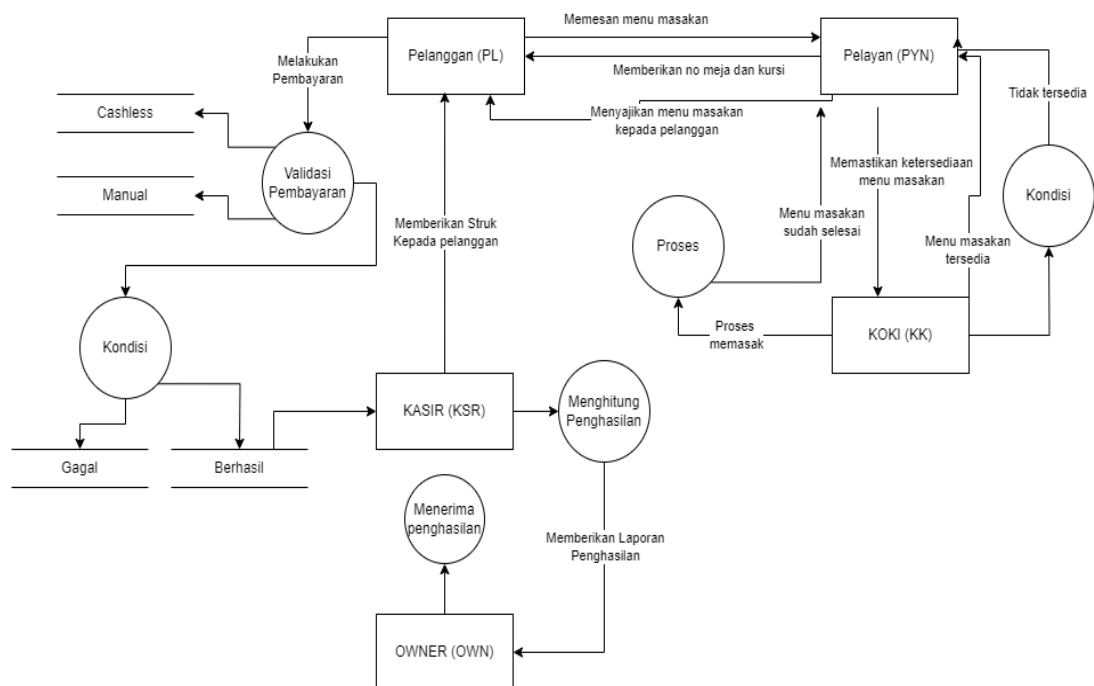 Memesan menu masakan
Pelanggan (PL)
Pelayan (PYN)
Melakukan
Pembayaran
Memberikan no meja dan kursi
Tidak tersedia
Cashless
Menyajikan menu masakan
kepada pelanggan
Validasi
Pembayaran
Memastikan ketersediaan
menu masakan
Manual
Kondisi
Memberikan Struk
Kepada pelanggan
Menu masakan
sudah selesai
Proses
Menu masakan
tersedia
Kondisi
Proses
memasak
KOKI (KK)
KASIR (KSR)
Menghitung
Penghasilan
Gagal
Berhasil
Menerima
penghasilan
Memberikan Laporan
Penghasilan
OWNER (OWN)